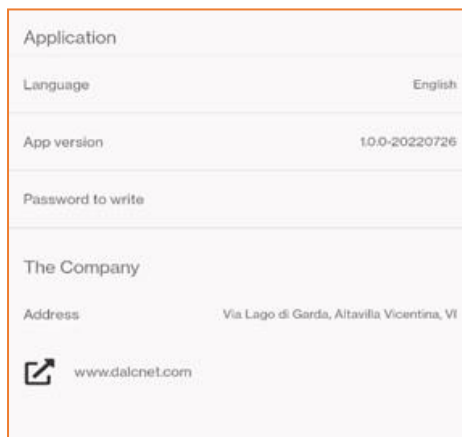 Application
Language English
App version 1.0.0-20220726
Password to write
The Company
Address Via Lago di Garda, Altavilla Vicentina, VI
www.dalcnet.com